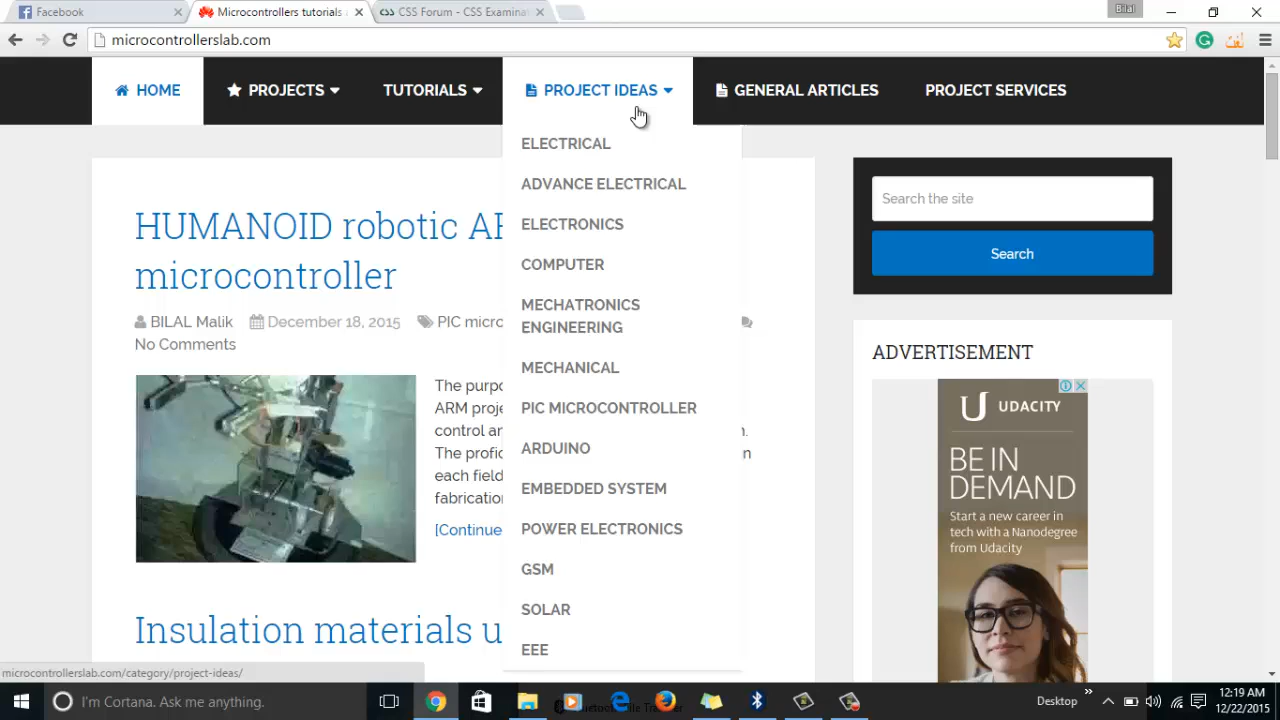 Facebook
Microcontrollers tutorials
CSS Forum - CSS Examinat
Bilal
microcontrollerslab.com
HOME
PROJECTS
TUTORIALS
PROJECT IDEAS
GENERAL ARTICLES
PROJECT SERVICES
ELECTRICAL
ADVANCE ELECTRICAL
ELECTRONICS
COMPUTER
MECHATRONICS
ENGINEERING
MECHANICAL
PIC MICROCONTROLLER
ARDUINO
EMBEDDED SYSTEM
POWER ELECTRONICS
GSM
SOLAR
EEE
HUMANOID robotic AR
microcontroller
BILAL Malik December 18, 2015 PIC micro
No Comments
The purpo
ARM proje
control an
The profic in
each field
fabrication
[Continue
Insulation materials u
Search the site
Search
ADVERTISEMENT
UDACITY
BE IN
DEMAND
Start a new career in
tech with a Nanodegree
from Udacity
microcontrollerslab.com/category/project-ideas/
I'm Cortana. Ask me anything.
Desktop
12:19 AM
12/22/2015